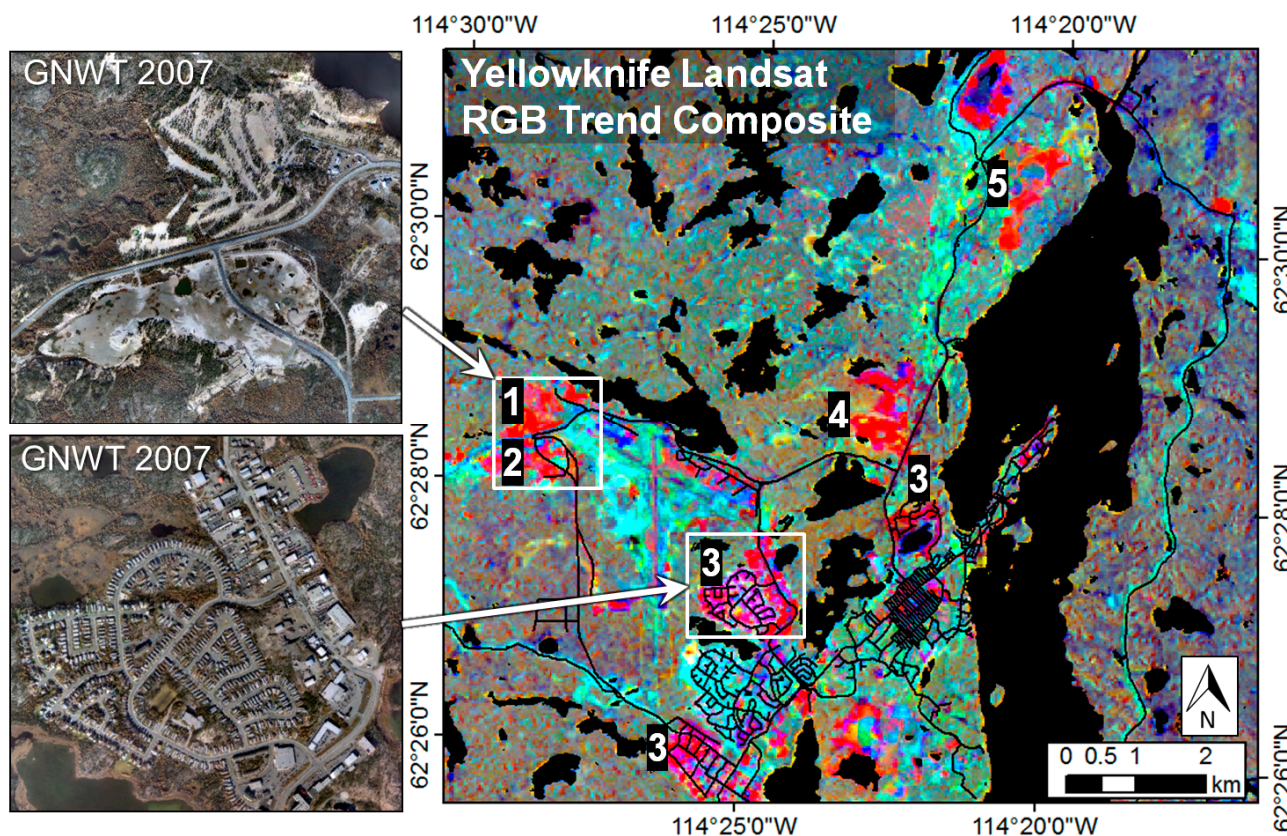 114°30'0"W
114°25'0"W
114°20'0"W
GNWT 2007
Yellowknife Landsat
RGB Trend Composite
5
62°30'0"N
62°30'0"N
1
4
2
62°28'0"N
3
62°28'0"N
GNWT 2007
3
N
62°26'0"N
3
0 0.5 1 2
km
62°26'0"N
114°25'0"W
114°20'0"W